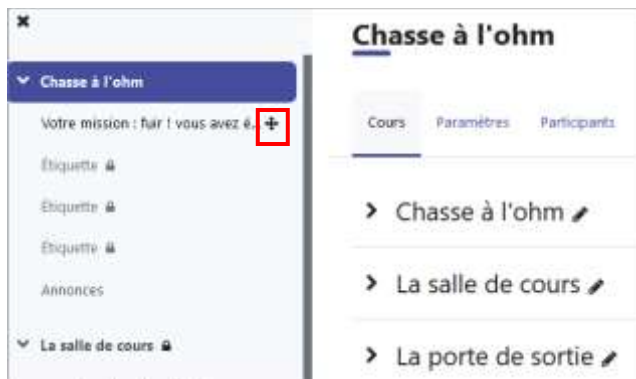 Chasse à l'ohm
Votre mission : fuir ! vous avez é...
Étiquette
Étiquette
Étiquette
Annonces
La salle de cours
Chasse à l'ohm
Cours Paramètres Participants
Chasse à l'ohm
La salle de cours
La porte de sortie